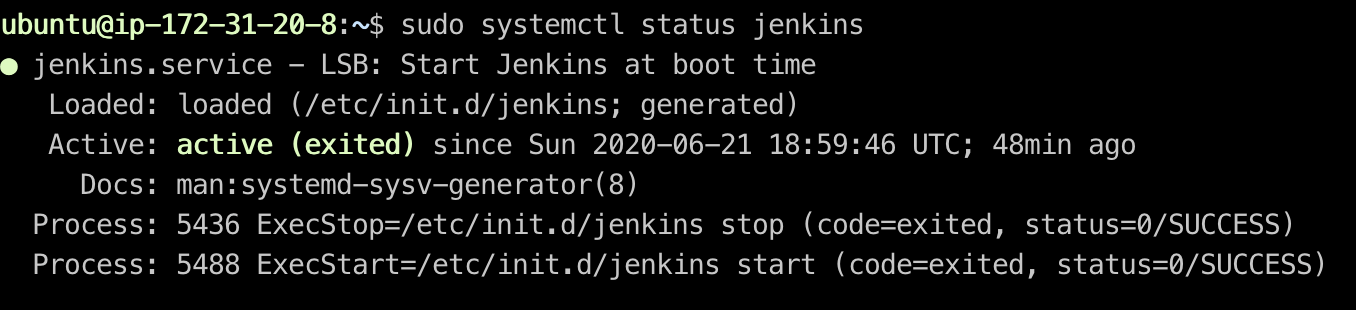 ubuntu@ip-172-31-20-8:~$ sudo systemctl status jenkins
● jenkins.service – LSB: Start Jenkins at boot time
Loaded: loaded (/etc/init.d/jenkins; generated)
Active: active (exited) since Sun 2020-06-21 18:59:46 UTC; 48min ago
Docs: man:systemd-sysv-generator(8)
Process: 5436 ExecStop=/etc/init.d/jenkins stop (code=exited, status=0/SUCCESS)
Process: 5488 ExecStart=/etc/init.d/jenkins start (code=exited, status=0/SUCCESS)